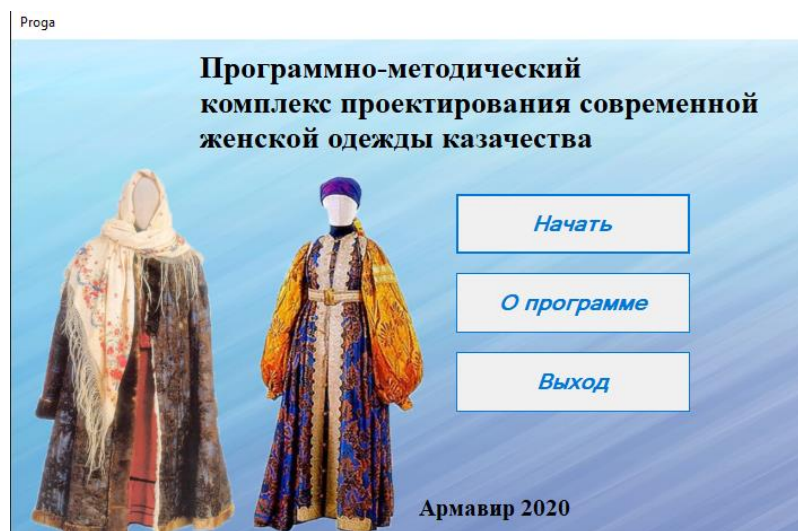 Proga
Программно-методический
комплекс проектирования современной
женской одежды казачества
Начать
О программе
Выход
Армавир 2020